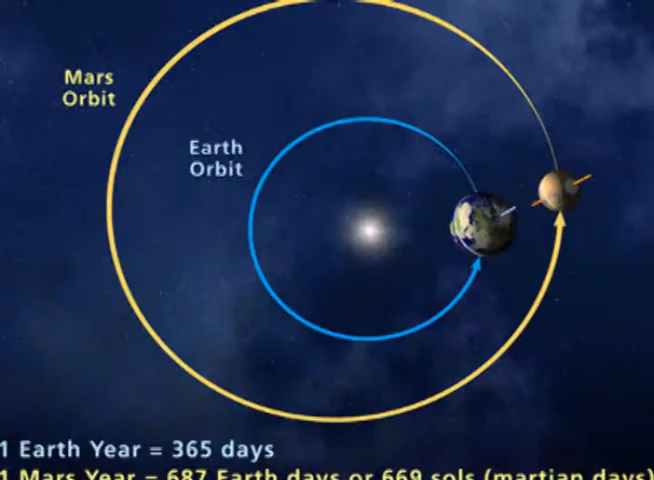 Mars
Orbit
Earth
Orbit
1 Earth Year = 365 days
1 Mars Year = 687 Earth days or 669 sols (martian days)